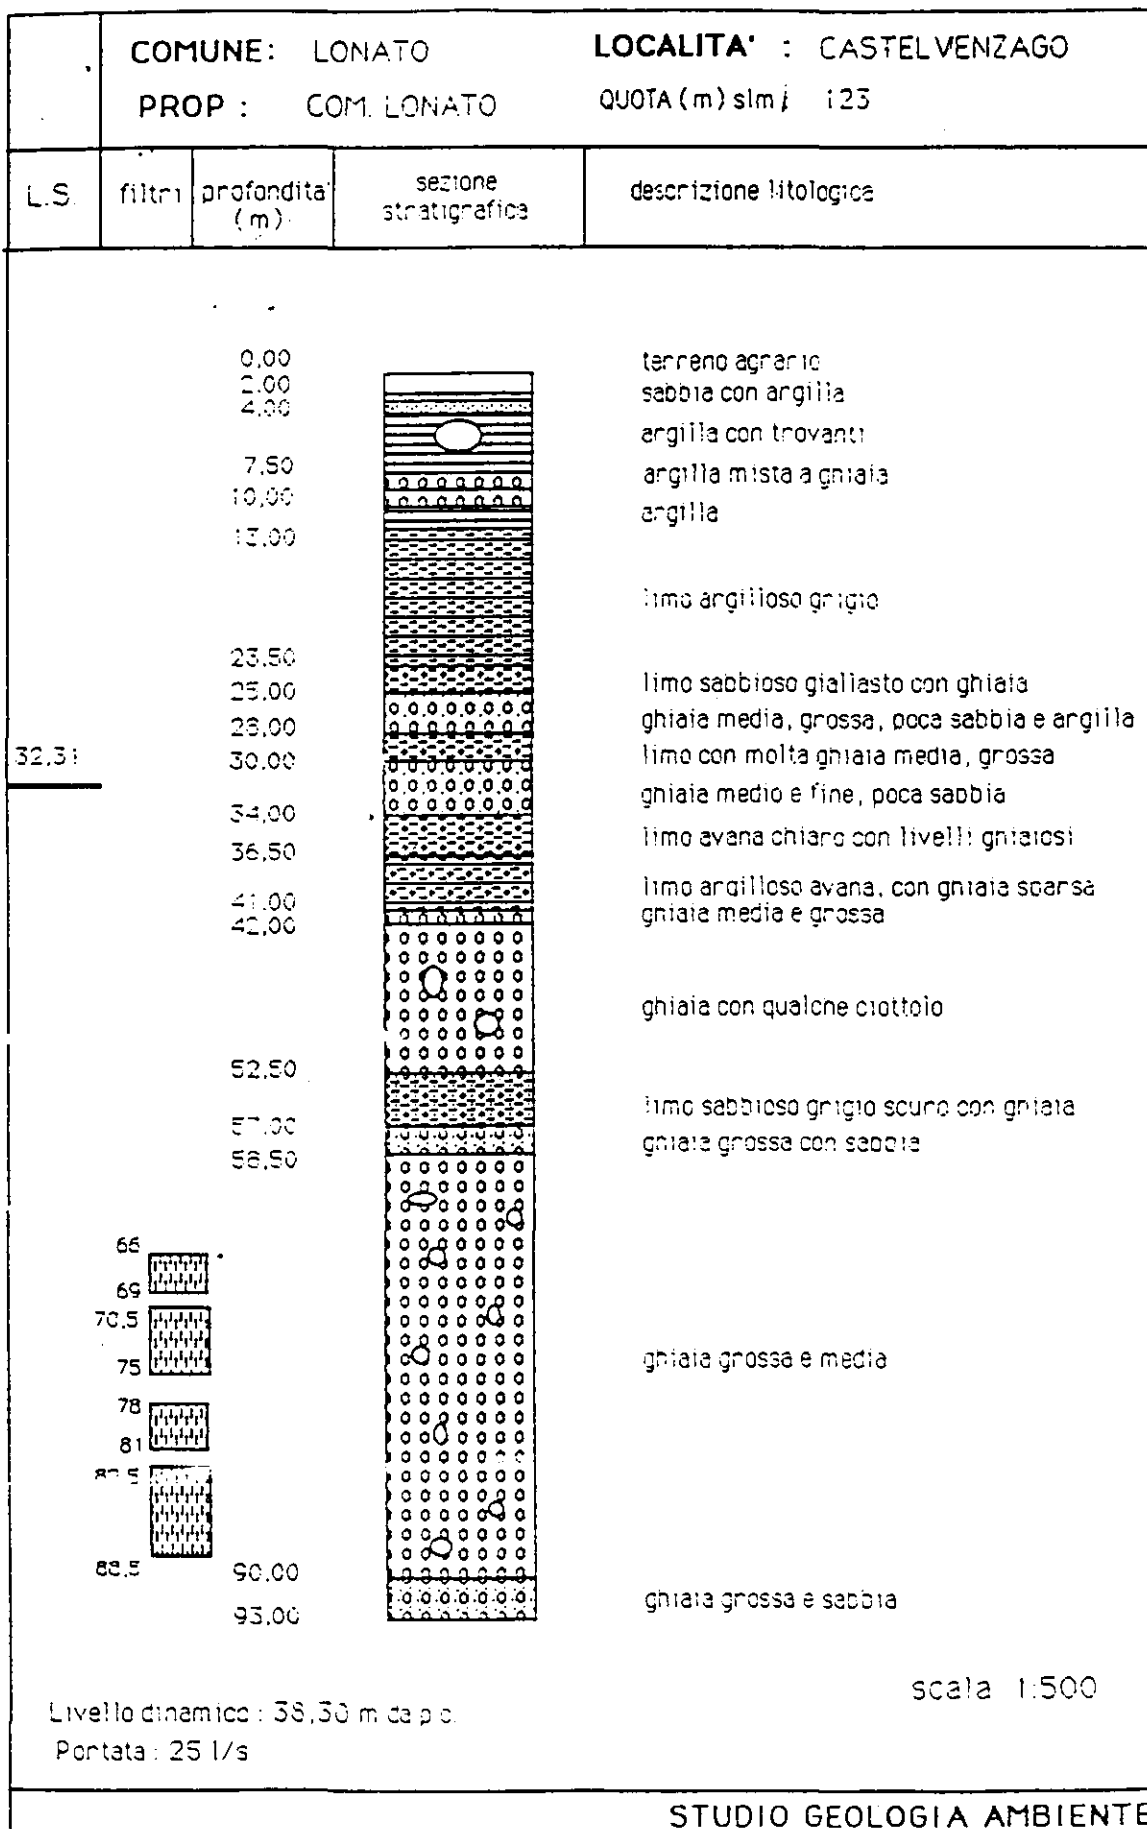 COMUNE: LONATO LOCALITA' : CASTELVENZAGO
PROP : COM. LONATO QUOTA (m) slm 123
L.S. filtri profondita' (m) sezione stratigrafica descrizione litologica
0,00 terreno agrario
2.00 sabbia con argilla
4,00
argilla con trovanti
7,50 argilla mista a ghiaia
10,00 argilla
13,00
limo argilloso grigio
23,50
limo sabbioso giallasto con ghiaia
25,00
ghiaia media, grossa, poca sabbia e argilla
28,00
32,31 30,00 limo con molta ghiaia media, grossa
ghiaia medio e fine, poca sabbia
34,00
limo avana chiaro con livelli ghiaiosi
36,50
limo argilloso avana, con ghiaia scarsa
41,00 ghiaia media e grossa
42,00
ghiaia con qualche ciottolo
52,50
limo sabbioso grigio scuro con ghiaia
57,00
ghiaia grossa con sabbia
58,50
66
69
70,5
75 ghiaia grossa e media
78
81
88,5 90,00
93,00 ghiaia grossa e sabbia
scala 1:500
Livello dinamico : 38,30 m da p.c.
Portata : 25 l/s
STUDIO GEOLOGIA AMBIENTE